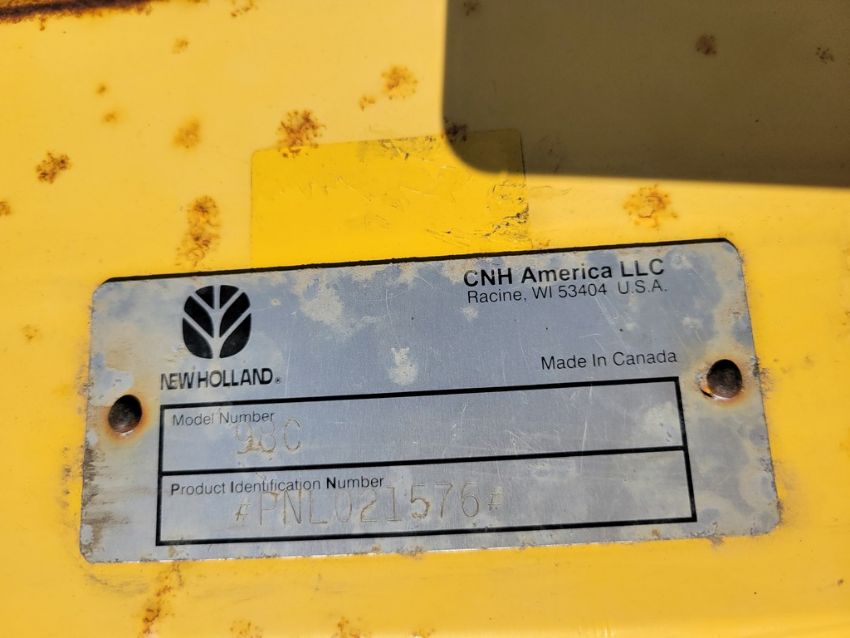 CNH America LLC
Racine, WI 53404 U.S.A.
NEW HOLLAND®
Made In Canada
Model Number
98C
Product Identification Number
#PNL021576#